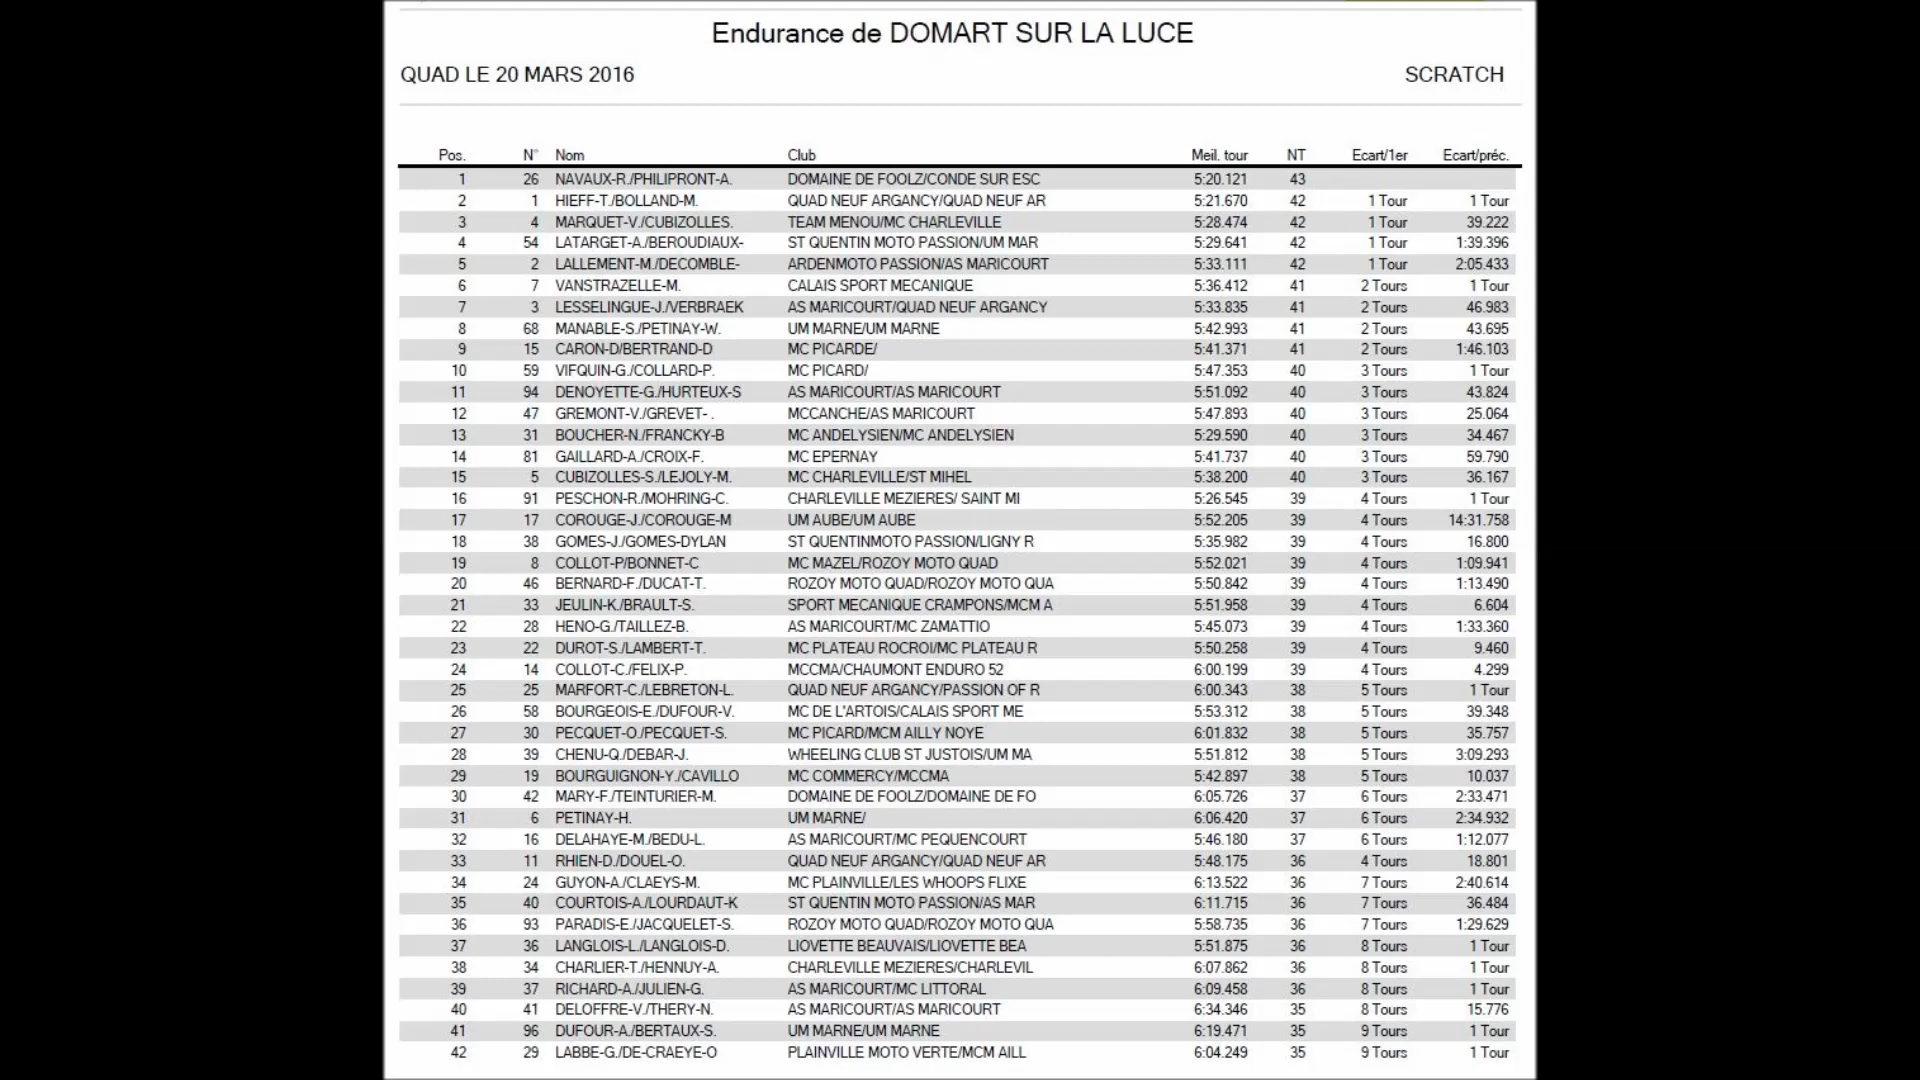 Endurance de DOMART SUR LA LUCE
QUAD LE 20 MARS 2016 SCRATCH
Pos. N° Nom Club Meil. tour NT Ecart/1er Ecart/préc.
1 26 NAVAUX-R./PHILIPRONT-A. DOMAINE DE FOOLZ/CONDE SUR ESC 5:20.121 43
2 1 HIEFF-T./BOLLAND-M. QUAD NEUF ARGANCY/QUAD NEUF AR 5:21.670 42 1 Tour 1 Tour
3 4 MARQUET-V./CUBIZOLLES. TEAM MENOU/MC CHARLEVILLE 5:28.474 42 1 Tour 39.222
4 54 LATARGET-A./BEROUDIAUX- ST QUENTIN MOTO PASSION/UM MAR 5:29.641 42 1 Tour 1:39.396
5 2 LALLEMENT-M./DECOMBLE- ARDENMOTO PASSION/AS MARICOURT 5:33.111 42 1 Tour 2:05.433
6 7 VANSTRAZELLE-M. CALAIS SPORT MECANIQUE 5:36.412 41 2 Tours 1 Tour
7 3 LESSELINGUE-J./VERBRAEK AS MARICOURT/QUAD NEUF ARGANCY 5:33.835 41 2 Tours 46.983
8 68 MANABLE-S./PETINAY-W. UM MARNE/UM MARNE 5:42.993 41 2 Tours 43.695
9 15 CARON-D/BERTRAND-D MC PICARDE/ 5:41.371 41 2 Tours 1:46.103
10 59 VIFQUIN-G./COLLARD-P. MC PICARD/ 5:47.353 40 3 Tours 1 Tour
11 94 DENOYETTE-G./HURTEUX-S AS MARICOURT/AS MARICOURT 5:51.092 40 3 Tours 43.824
12 47 GREMONT-V./GREVET- . MCCANCHE/AS MARICOURT 5:47.893 40 3 Tours 25.064
13 31 BOUCHER-N./FRANCKY-B MC ANDELYSIEN/MC ANDELYSIEN 5:29.590 40 3 Tours 34.467
14 81 GAILLARD-A./CROIX-F. MC EPERNAY 5:41.737 40 3 Tours 59.790
15 5 CUBIZOLLES-S./LEJOLY-M. MC CHARLEVILLE/ST MIHEL 5:38.200 40 3 Tours 36.167
16 91 PESCHON-R./MOHRING-C. CHARLEVILLE MEZIERES/ SAINT MI 5:26.545 39 4 Tours 1 Tour
17 17 COROUGE-J./COROUGE-M UM AUBE/UM AUBE 5:52.205 39 4 Tours 14:31.758
18 38 GOMES-J./GOMES-DYLAN ST QUENTINMOTO PASSION/LIGNY R 5:35.982 39 4 Tours 16.800
19 8 COLLOT-P/BONNET-C MC MAZEL/ROZOY MOTO QUAD 5:52.021 39 4 Tours 1:09.941
20 46 BERNARD-F./DUCAT-T. ROZOY MOTO QUAD/ROZOY MOTO QUA 5:50.842 39 4 Tours 1:13.490
21 33 JEULIN-K./BRAULT-S. SPORT MECANIQUE CRAMPONS/MCM A 5:51.958 39 4 Tours 6.604
22 28 HENO-G./TAILLEZ-B. AS MARICOURT/MC ZAMATTIO 5:45.073 39 4 Tours 1:33.360
23 22 DUROT-S./LAMBERT-T. MC PLATEAU ROCROI/MC PLATEAU R 5:50.258 39 4 Tours 9.460
24 14 COLLOT-C./FELIX-P. MCCMA/CHAUMONT ENDURO 52 6:00.199 39 4 Tours 4.299
25 25 MARFORT-C./LEBRETON-L. QUAD NEUF ARGANCY/PASSION OF R 6:00.343 38 5 Tours 1 Tour
26 58 BOURGEOIS-E./DUFOUR-V. MC DE L'ARTOIS/CALAIS SPORT ME 5:53.312 38 5 Tours 39.348
27 30 PECQUET-O./PECQUET-S. MC PICARD/MCM AILLY NOYE 6:01.832 38 5 Tours 35.757
28 39 CHENU-Q./DEBAR-J. WHEELING CLUB ST JUSTOIS/UM MA 5:51.812 38 5 Tours 3:09.293
29 19 BOURGUIGNON-Y./CAVILLO MC COMMERCY/MCCMA 5:42.897 38 5 Tours 10.037
30 42 MARY-F./TEINTURIER-M. DOMAINE DE FOOLZ/DOMAINE DE FO 6:05.726 37 6 Tours 2:33.471
31 6 PETINAY-H. UM MARNE/ 6:06.420 37 6 Tours 2:34.932
32 16 DELAHAYE-M./BEDU-L. AS MARICOURT/MC PEQUENCOURT 5:46.180 37 6 Tours 1:12.077
33 11 RHIEN-D./DOUEL-O. QUAD NEUF ARGANCY/QUAD NEUF AR 5:48.175 36 4 Tours 18.801
34 24 GUYON-A./CLAEYS-M. MC PLAINVILLE/LES WHOOPS FLIXE 6:13.522 36 7 Tours 2:40.614
35 40 COURTOIS-A./LOURDAUT-K ST QUENTIN MOTO PASSION/AS MAR 6:11.715 36 7 Tours 36.484
36 93 PARADIS-E./JACQUELET-S. ROZOY MOTO QUAD/ROZOY MOTO QUA 5:58.735 36 7 Tours 1:29.629
37 36 LANGLOIS-L./LANGLOIS-D. LIOVETTE BEAUVAIS/LIOVETTE BEA 5:51.875 36 8 Tours 1 Tour
38 34 CHARLIER-T./HENNUY-A. CHARLEVILLE MEZIERES/CHARLEVIL 6:07.862 36 8 Tours 1 Tour
39 37 RICHARD-A./JULIEN-G. AS MARICOURT/MC LITTORAL 6:09.458 36 8 Tours 1 Tour
40 41 DELOFFRE-V./THERY-N. AS MARICOURT/AS MARICOURT 6:34.346 35 8 Tours 15.776
41 96 DUFOUR-A./BERTAUX-S. UM MARNE/UM MARNE 6:19.471 35 9 Tours 1 Tour
42 29 LABBE-G./DE-CRAEYE-O PLAINVILLE MOTO VERTE/MCM AILL 6:04.249 35 9 Tours 1 Tour